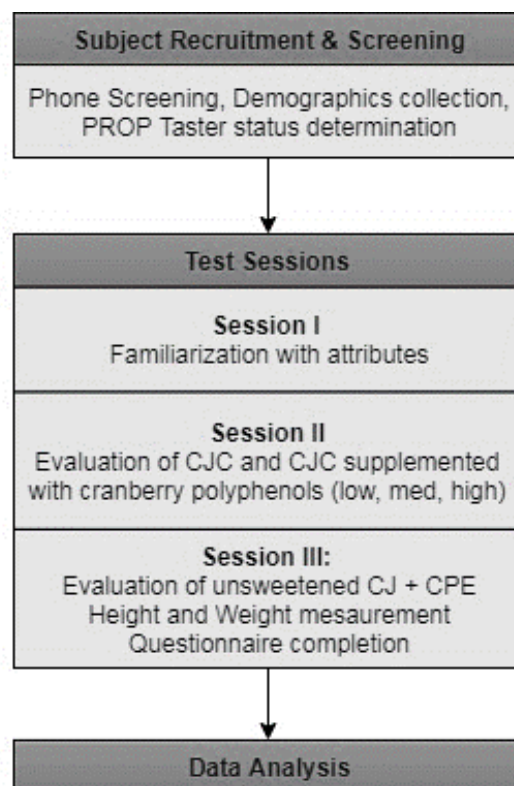 Subject Recruitment & Screening
Phone Screening, Demographics collection,
PROP Taster status determination
Test Sessions
Session I
Familiarization with attributes
Session II
Evaluation of CJC and CJC supplemented
with cranberry polyphenols (low, med, high)
Session III:
Evaluation of unsweetened CJ + CPE
Height and Weight mesaurement
Questionnaire completion
Data Analysis